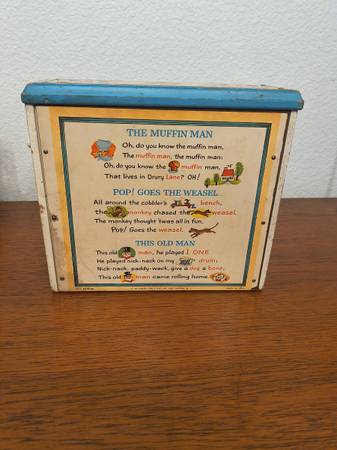 THE MUFFIN MAN
Oh, do you know the muffin man,
The muffin man, the muffin man;
Oh, do you know the muffin man,
That lives in Drury Lane? OH!
POP! GOES THE WEASEL
All around the cobbler's bench,
the monkey chased the weasel,
The monkey thought 'twas all in fun,
Pop! Goes the weasel.
THIS OLD MAN
This old man, he played 1 ONE
He played nick-nack on my drum;
Nick-nack, paddy-wack, give a dog a bone,
This old man came rolling home.